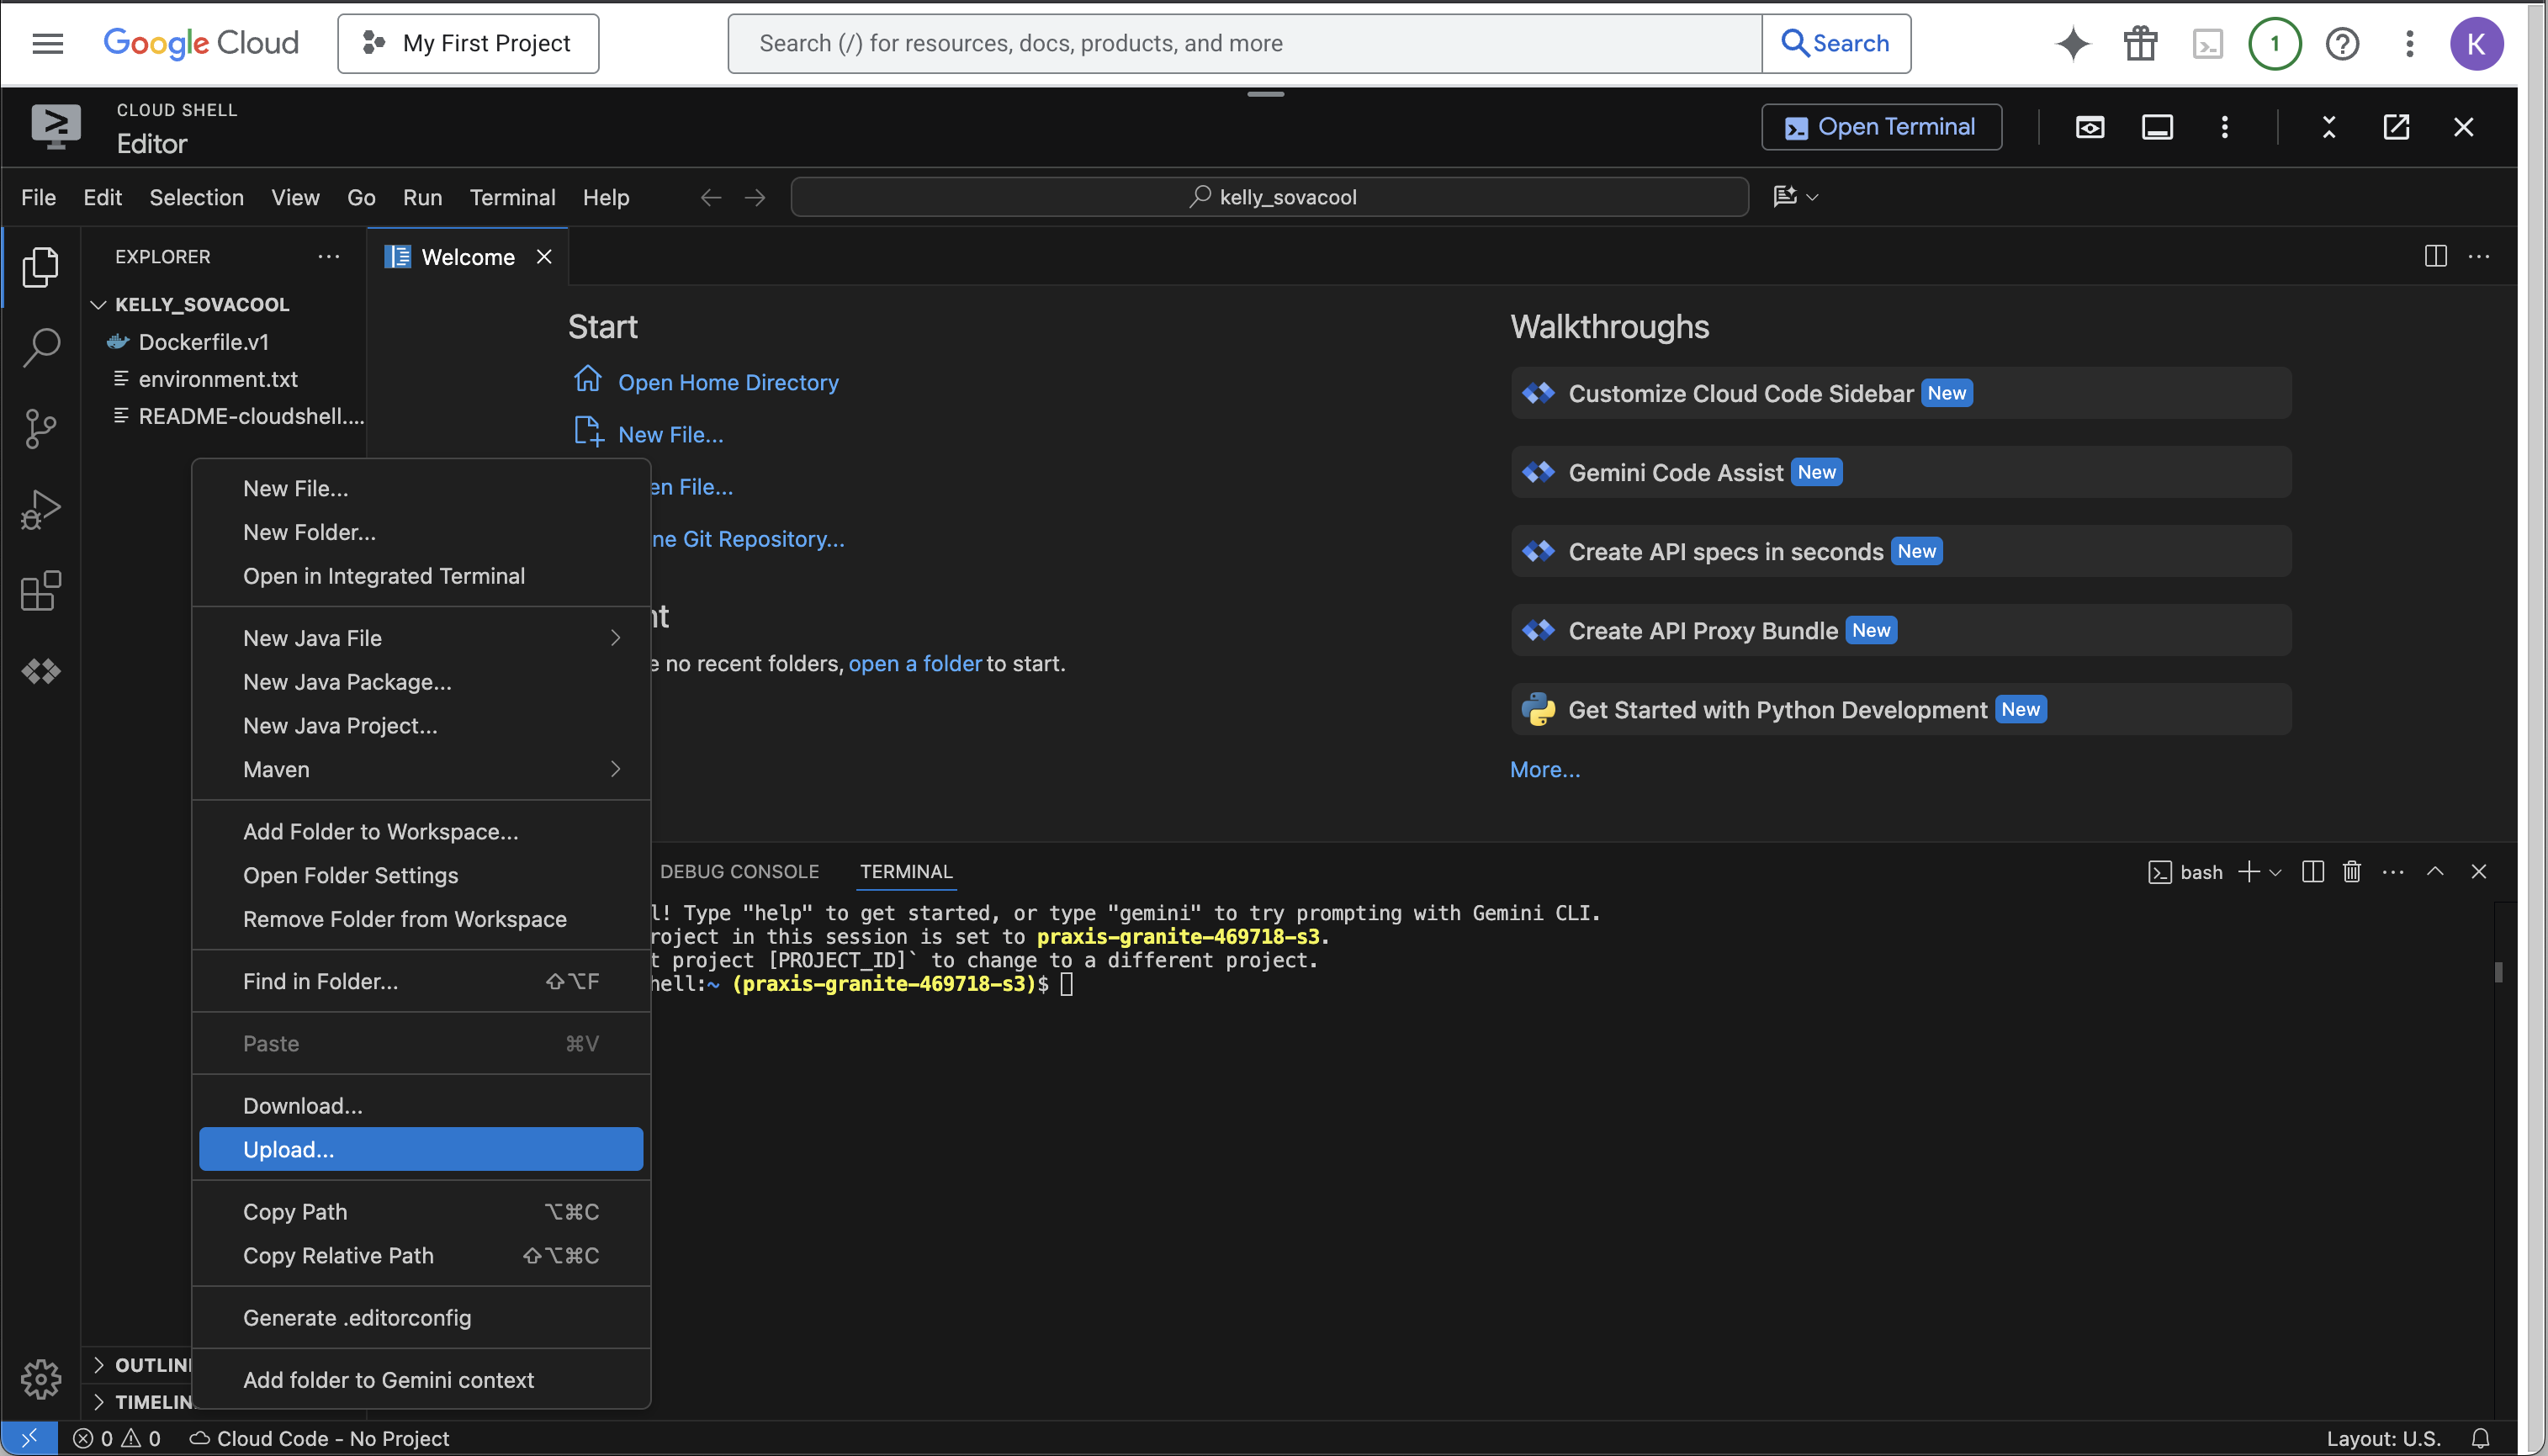 Google Cloud
My First Project
Search (/) for resources, docs, products, and more
Search
1
K
CLOUD SHELL
Editor
Open Terminal
File Edit Selection View Go Run Terminal Help
kelly_sovacool
EXPLORER
Welcome
KELLY_SOVACOOL
Dockerfile.v1
environment.txt
README-cloudshell....
Start
Open Home Directory
New File...
en File...
ne Git Repository...
nt
e no recent folders, open a folder to start.
Walkthroughs
Customize Cloud Code Sidebar New
Gemini Code Assist New
Create API specs in seconds New
Create API Proxy Bundle New
Get Started with Python Development New
More...
New File...
New Folder...
Open in Integrated Terminal
New Java File
New Java Package...
New Java Project...
Maven
Add Folder to Workspace...
Open Folder Settings
Remove Folder from Workspace
Find in Folder... ⇧⌥F
Paste ⌘V
Download...
Upload...
Copy Path ⌥⌘C
Copy Relative Path ⇧⌥⌘C
Generate .editorconfig
Add folder to Gemini context
DEBUG CONSOLE TERMINAL
bash
l! Type "help" to get started, or type "gemini" to try prompting with Gemini CLI.
roject in this session is set to praxis-granite-469718-s3.
t project [PROJECT_ID]` to change to a different project.
hell:~ (praxis-granite-469718-s3)$
OUTLIN
TIMELIN
0 0 Cloud Code - No Project
Layout: U.S.